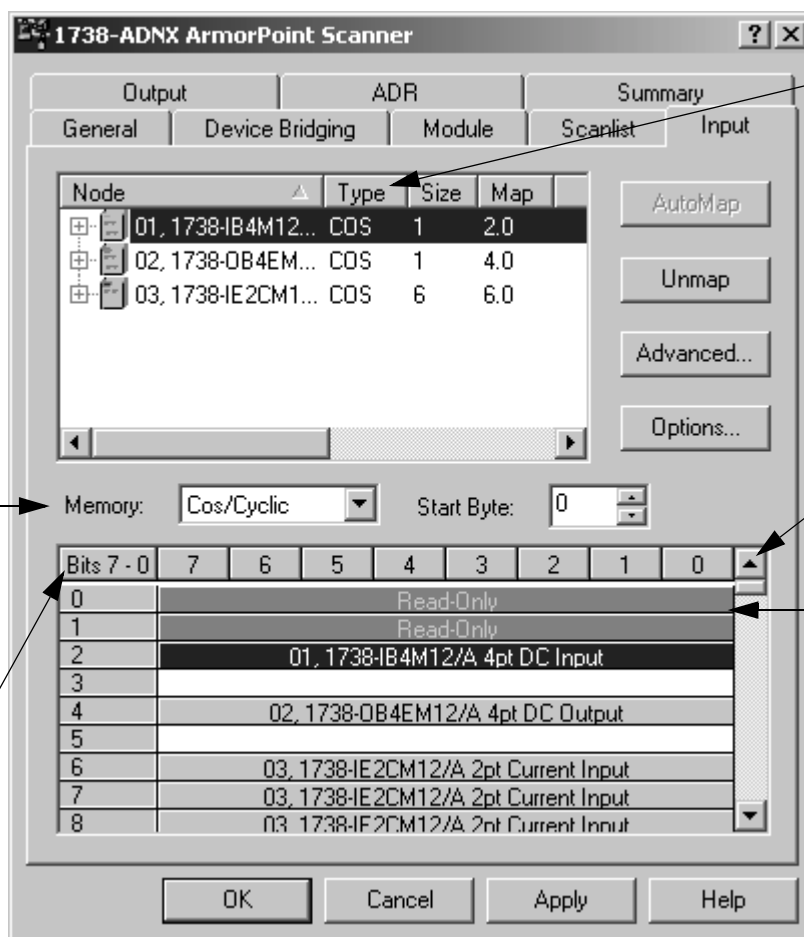 1738-ADNX ArmorPoint Scanner
Output ADR Summary
General Device Bridging Module Scanlist Input
Node Type Size Map
01, 1738-IB4M12... COS 1 2.0
02, 1738-OB4EM... COS 1 4.0
03, 1738-IE2CM1... COS 6 6.0
AutoMap
Unmap
Advanced...
Options...
Memory: Cos/Cyclic Start Byte: 0
Bits 7 - 0 7 6 5 4 3 2 1 0
0 Read-Only
1 Read-Only
2 01, 1738-IB4M12/A 4pt DC Input
3
4 02, 1738-OB4EM12/A 4pt DC Output
5
6 03, 1738-IE2CM12/A 2pt Current Input
7 03, 1738-IE2CM12/A 2pt Current Input
8 03, 1738-IE2CM12/A 2pt Current Input
OK Cancel Apply Help